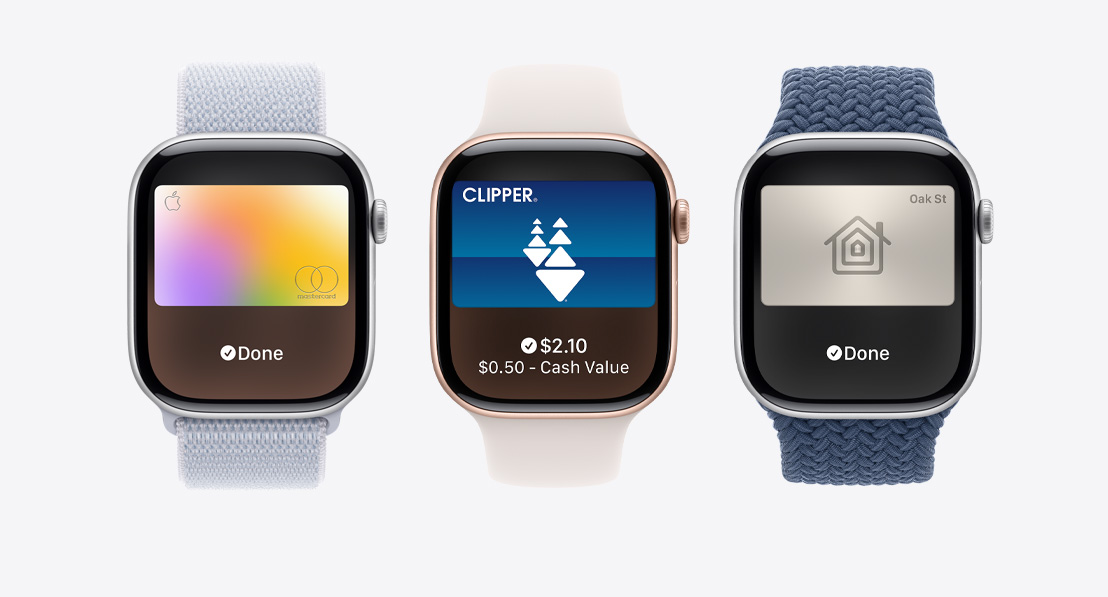 mastercard
Done
CLIPPER®
$2.10
$0.50 - Cash Value
Oak St
Done